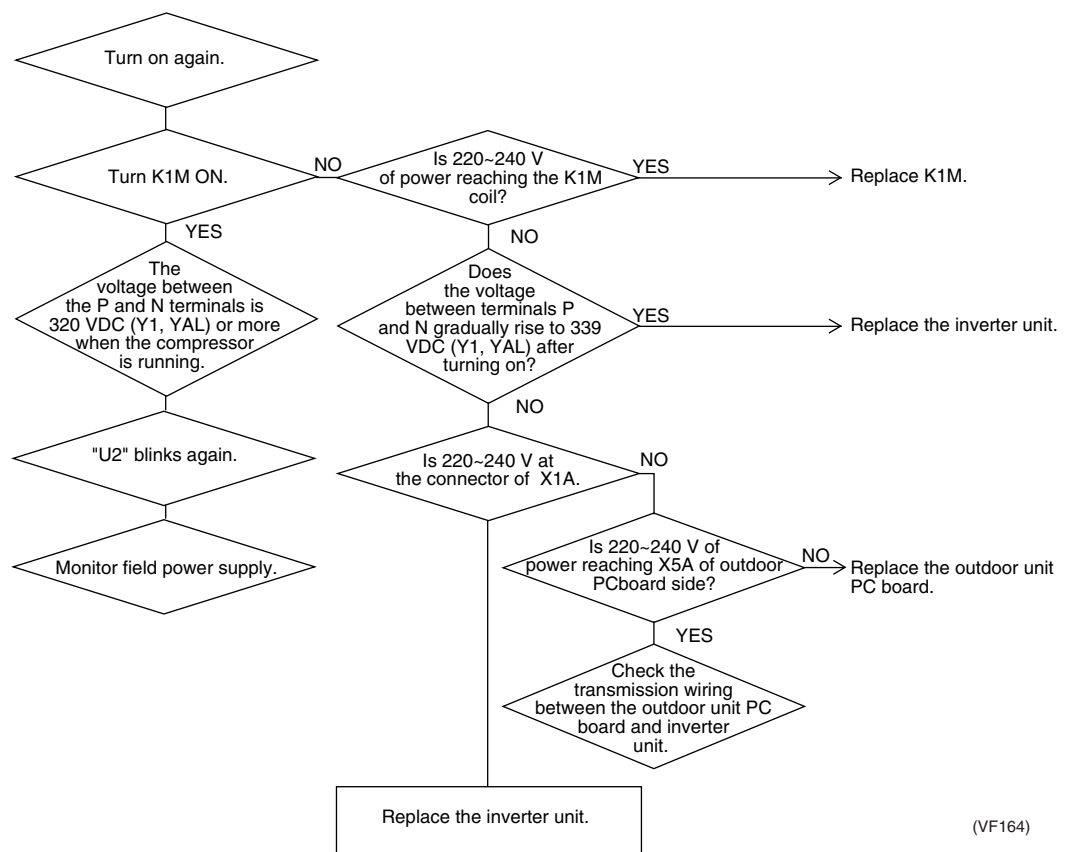 Turn on again.
Turn K1M ON.
NO
Is 220~240 V
of power reaching the K1M
coil?
YES
Replace K1M.
YES
NO
The
voltage between
the P and N terminals is
320 VDC (Y1, YAL) or more
when the compressor
is running.
Does
the voltage
between terminals P
and N gradually rise to 339
VDC (Y1, YAL) after
turning on?
YES
Replace the inverter unit.
NO
"U2" blinks again.
Is 220~240 V at
the connector of X1A.
NO
Monitor field power supply.
Is 220~240 V of
power reaching X5A of outdoor
PCboard side?
NO
Replace the outdoor unit
PC board.
YES
Check the
transmission wiring
between the outdoor unit PC
board and inverter
unit.
Replace the inverter unit.
(VF164)